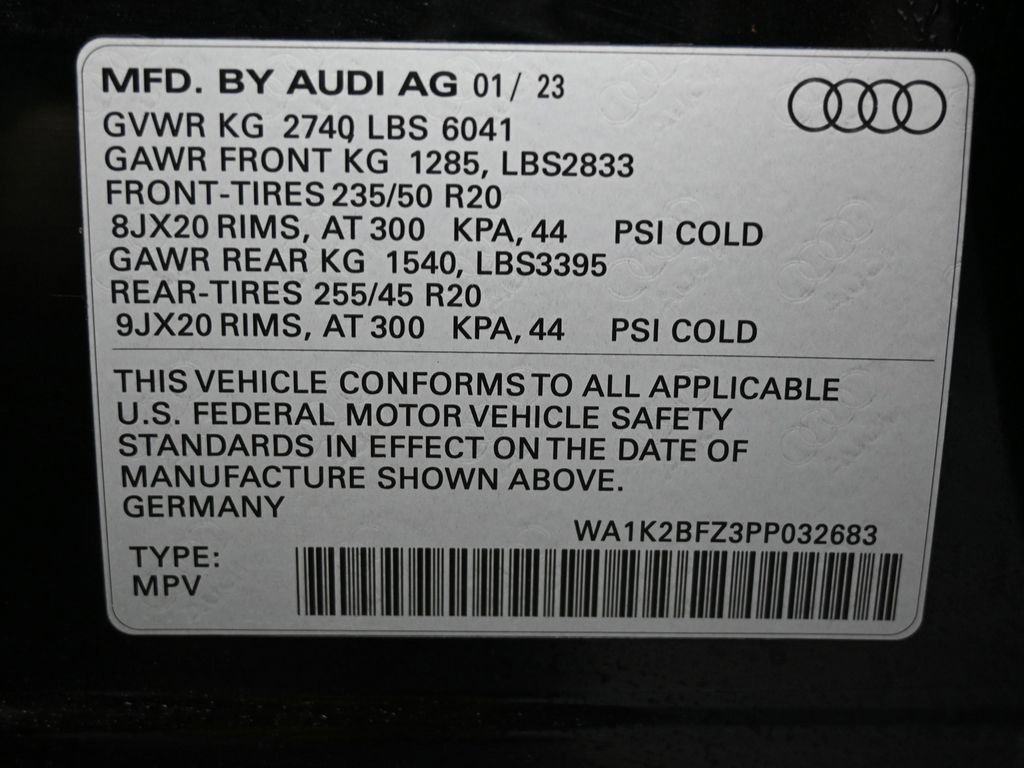 MFD. BY AUDI AG 01/ 23
GVWR KG 2740 LBS 6041
GAWR FRONT KG 1285, LBS2833
FRONT-TIRES 235/50 R20
8JX20 RIMS, AT 300 KPA, 44 PSI COLD
GAWR REAR KG 1540, LBS3395
REAR-TIRES 255/45 R20
9JX20 RIMS, AT 300 KPA, 44 PSI COLD
THIS VEHICLE CONFORMS TO ALL APPLICABLE
U.S. FEDERAL MOTOR VEHICLE SAFETY
STANDARDS IN EFFECT ON THE DATE OF
MANUFACTURE SHOWN ABOVE.
GERMANY
WA1K2BFZ3PP032683
TYPE:
MPV